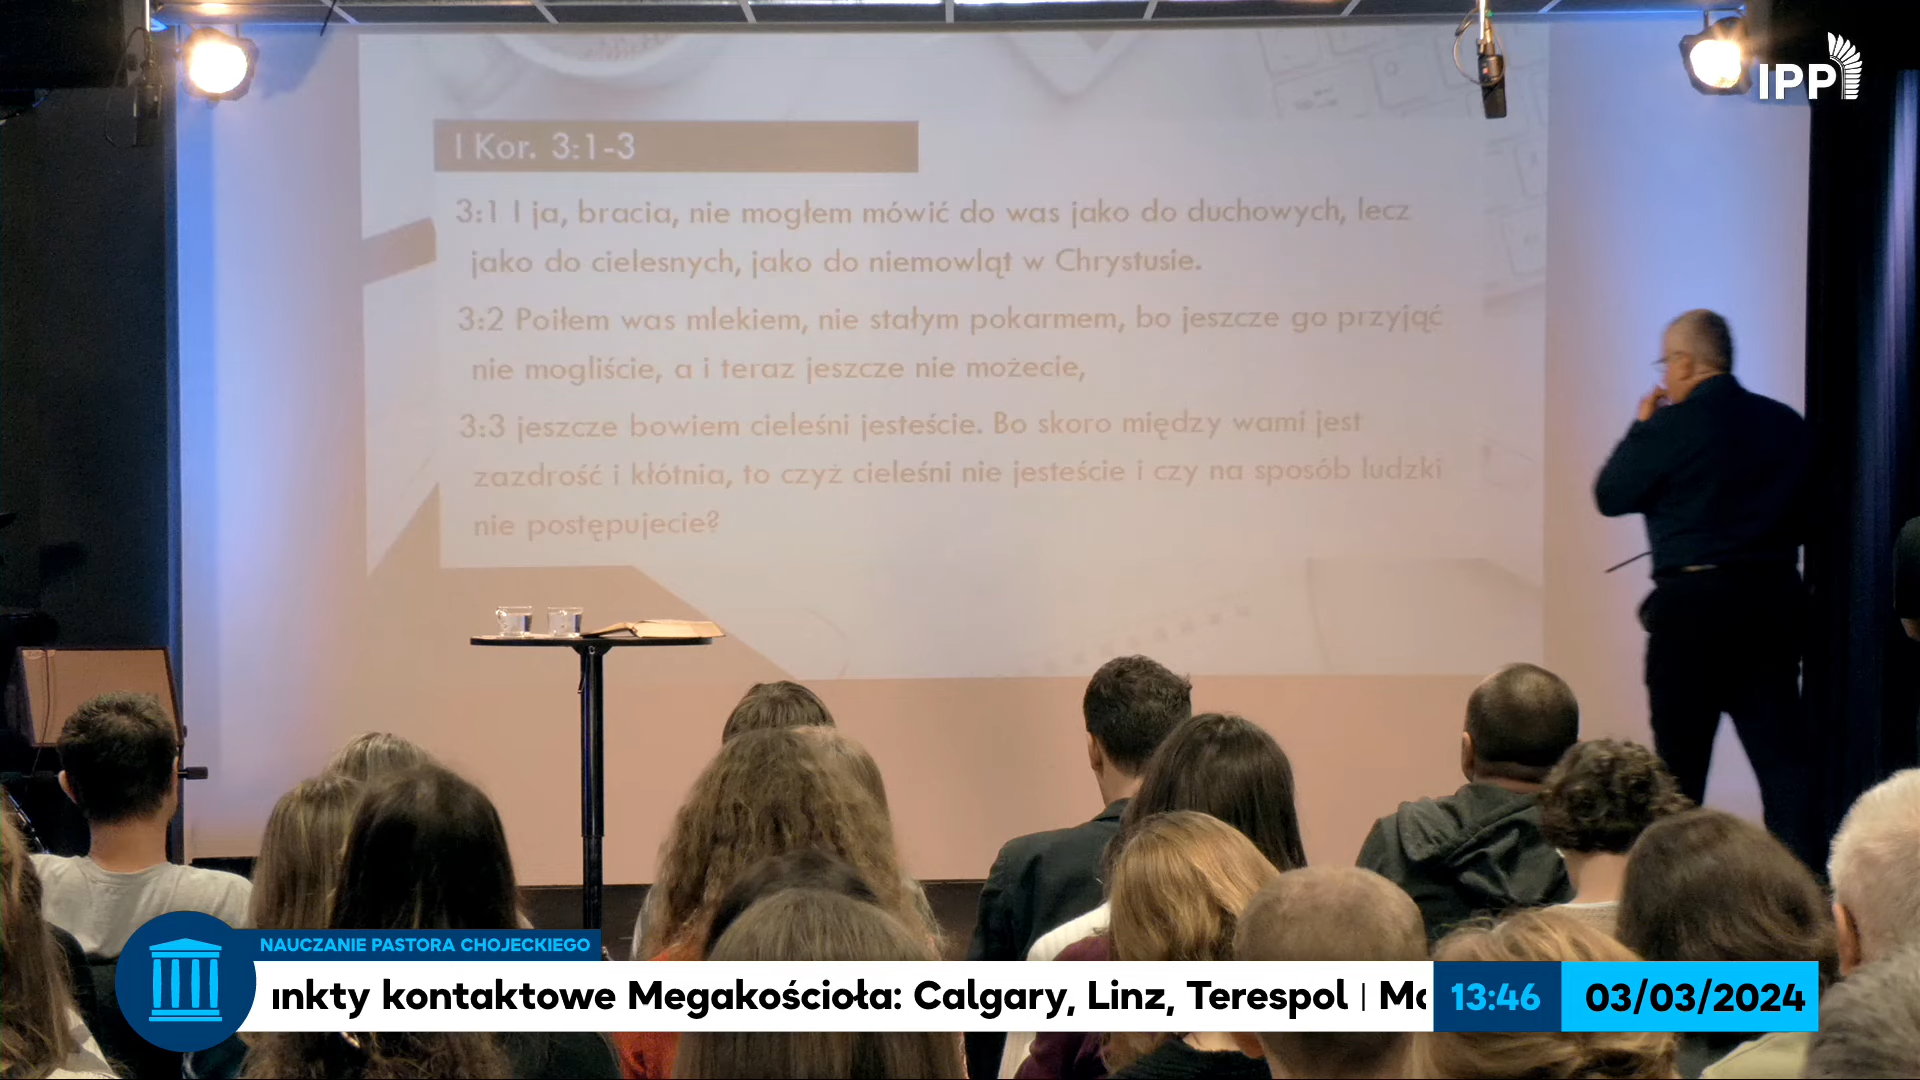 IPP
I Kor. 3:1-3
3:1 I ja, bracia, nie mogłem mówić do was jako do duchowych, lecz
jako do cielesnych, jako do niemowląt w Chrystusie.
3:2 Poiłem was mlekiem, nie stałym pokarmem, bo jeszcze go przyjąć
nie mogliście, a i teraz jeszcze nie możecie,
3:3 jeszcze bowiem cieleśni jesteście. Bo skoro między wami jest
zazdrość i kłótnia, to czyż cieleśni nie jesteście i czy na sposób ludzki
nie postępujecie?
NAUCZANIE PASTORA CHOJECKIEGO
kontaktowe Megakościoła: Calgary, Linz, Terespol |
13:46
03/03/2024